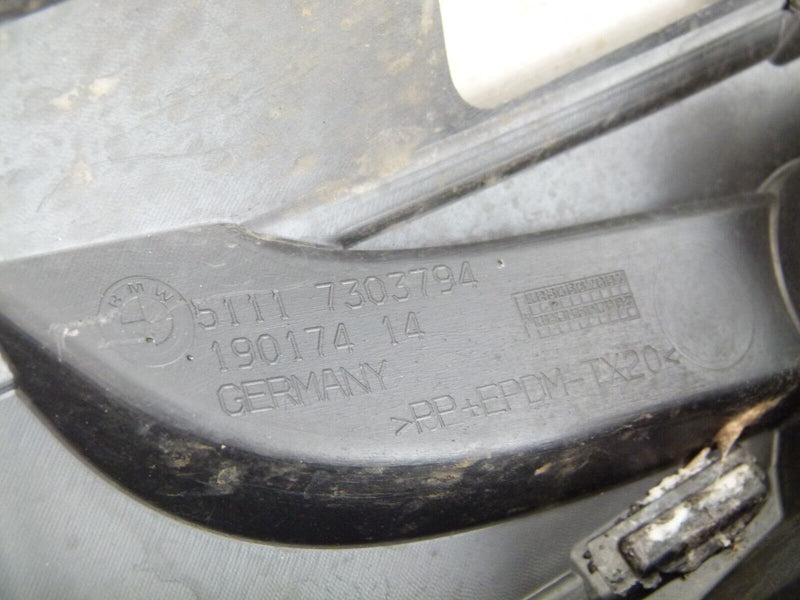 BMW
5111 7303794
190174 14
GERMANY
>PP+EPDM-TX20<